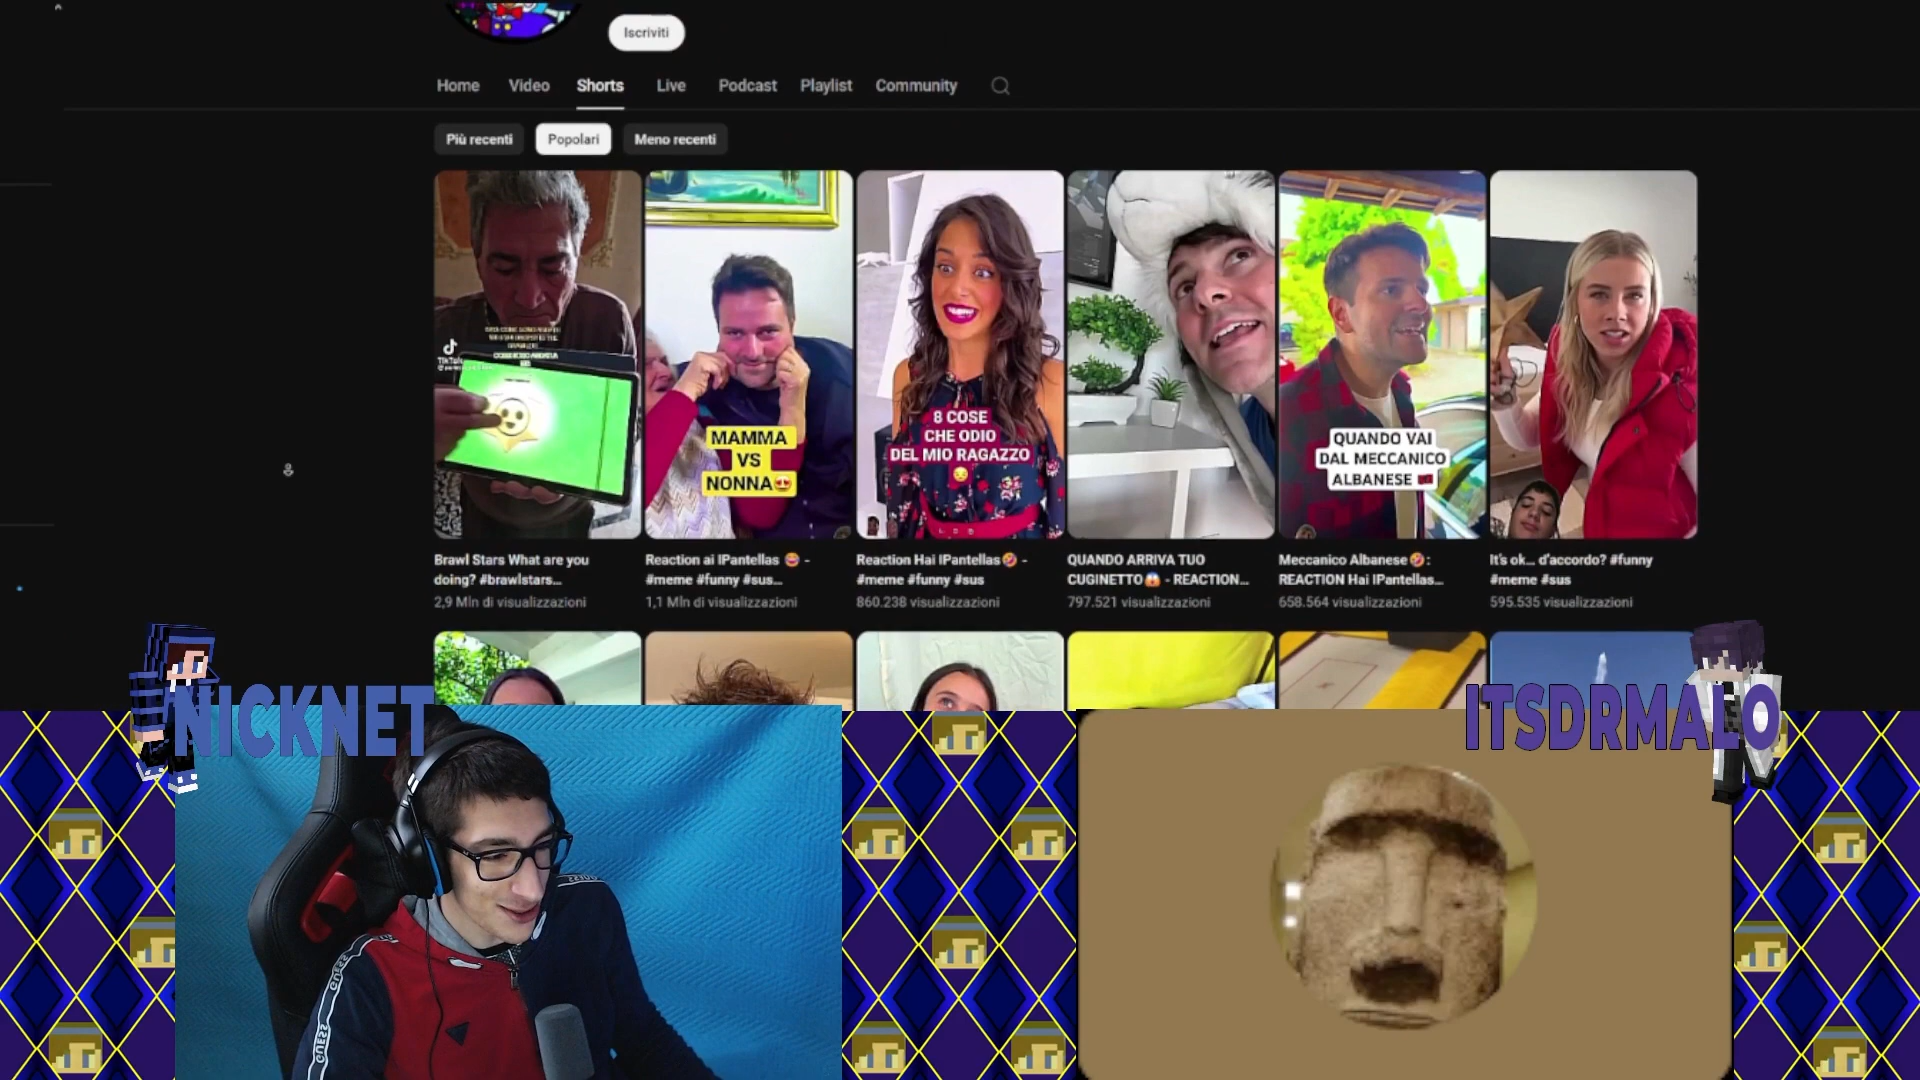 Iscriviti
Home Video Shorts Live Podcast Playlist Community
Più recenti Popolari Meno recenti
TikTok
MAMMA
VS
NONNA😍
8 COSE
CHE ODIO
DEL MIO RAGAZZO
😔
QUANDO VAI
DAL MECCANICO
ALBANESE 🇦🇱
Brawl Stars What are you
doing? #brawlstars...
2,9 Mln di visualizzazioni
Reaction ai IPantellas 😂 -
#meme #funny #sus...
1,1 Mln di visualizzazioni
Reaction Hai IPantellas🤣 -
#meme #funny #sus
860.238 visualizzazioni
QUANDO ARRIVA TUO
CUGINETTO😱 - REACTION...
797.521 visualizzazioni
Meccanico Albanese🤣:
REACTION Hai IPantellas...
658.564 visualizzazioni
It's ok... d'accordo? #funny
#meme #sus
595.535 visualizzazioni
NICKNET
ITSDRMALO
GUESS
GUESS